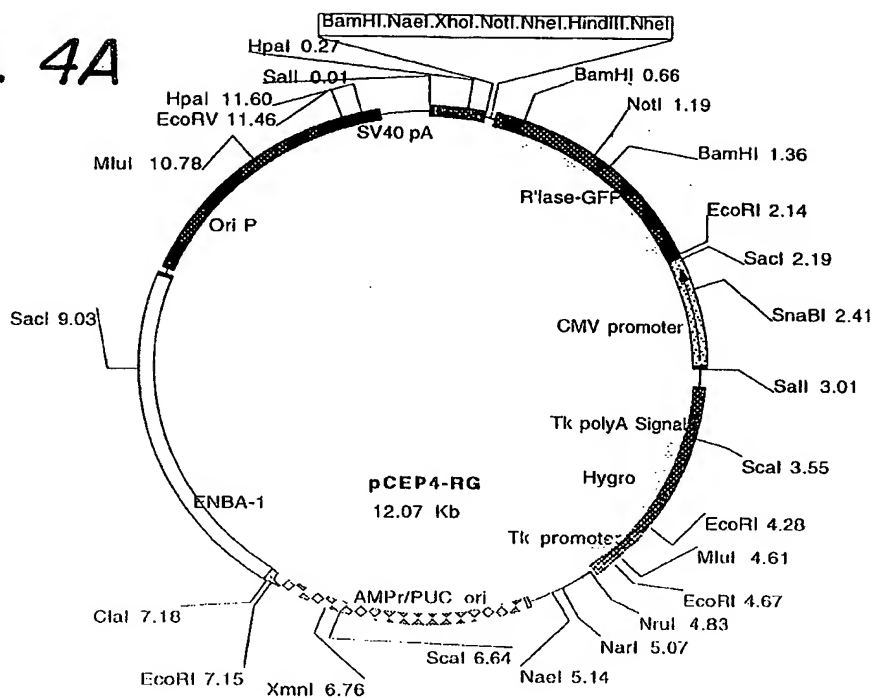 . 4A
BamHI.NaeI.XhoI.NotI.NheI.HindIII.NheI
HpaI 0.27
SalI 0.01
HpaI 11.60
EcoRV 11.46
MluI 10.78
SV40 pA
Ori P
BamHI 0.66
NotI 1.19
BamHI 1.36
R'lase-GFP
EcoRI 2.14
SacI 2.19
SnaBI 2.41
CMV promoter
SacI 9.03
SalI 3.01
Tk polyA Signal
ScaI 3.55
Hygro
pCEP4-RG
12.07 Kb
ENBA-1
EcoRI 4.28
Tk promoter
MluI 4.61
AMPr/PUC ori
EcoRI 4.67
ClaI 7.18
NruI 4.83
NarI 5.07
ScaI 6.64
NaeI 5.14
EcoRI 7.15
XmnI 6.76